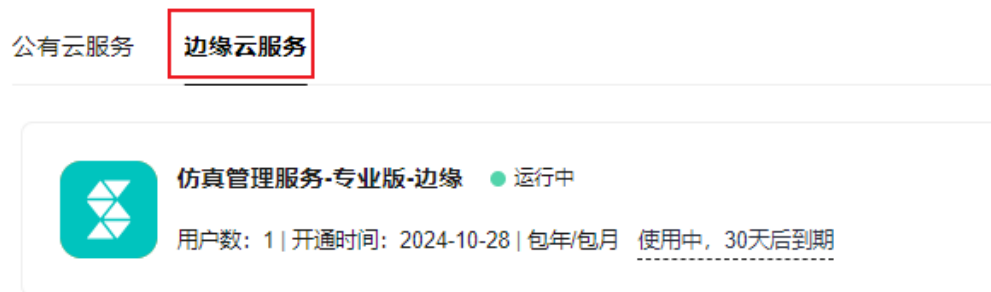 公有云服务 边缘云服务
仿真管理服务-专业版-边缘 运行中
用户数：1 | 开通时间：2024-10-28 | 包年/包月 使用中，30天后到期